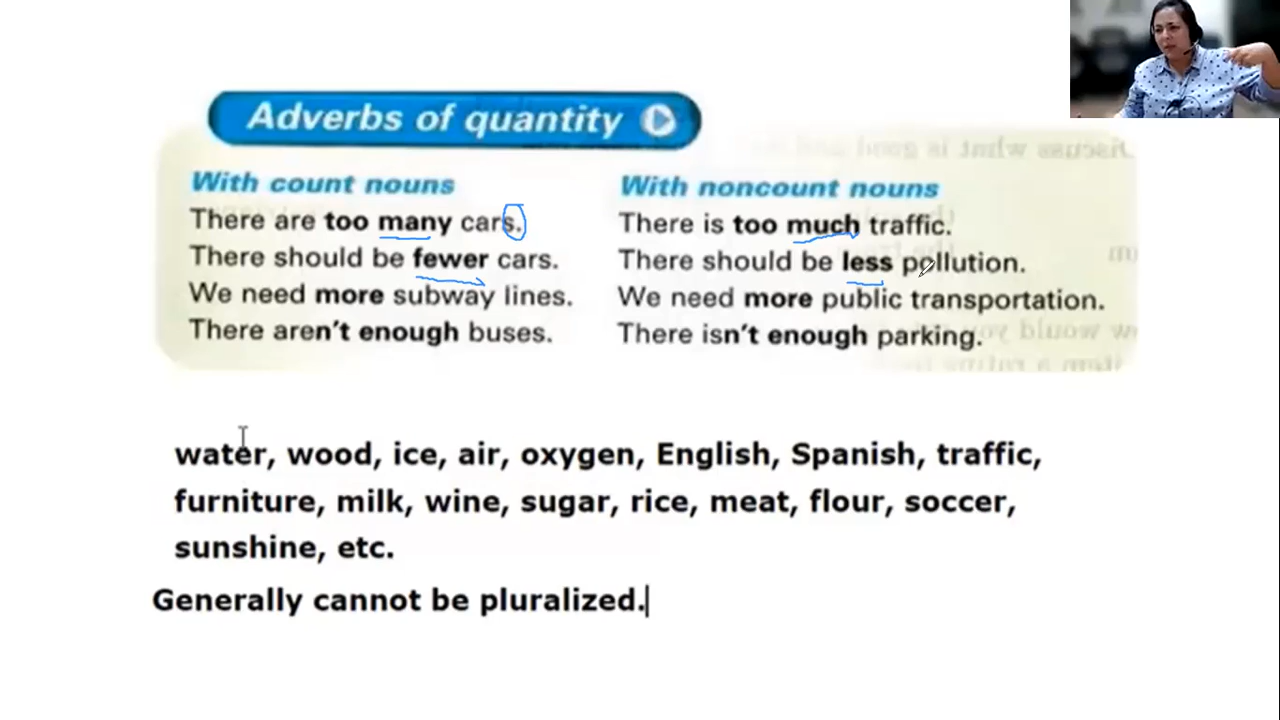 Adverbs of quantity
With count nouns
There are too many cars.
There should be fewer cars.
We need more subway lines.
There aren't enough buses.
With noncount nouns
There is too much traffic.
There should be less pollution.
We need more public transportation.
There isn't enough parking.
water, wood, ice, air, oxygen, English, Spanish, traffic,
furniture, milk, wine, sugar, rice, meat, flour, soccer,
sunshine, etc.
Generally cannot be pluralized.